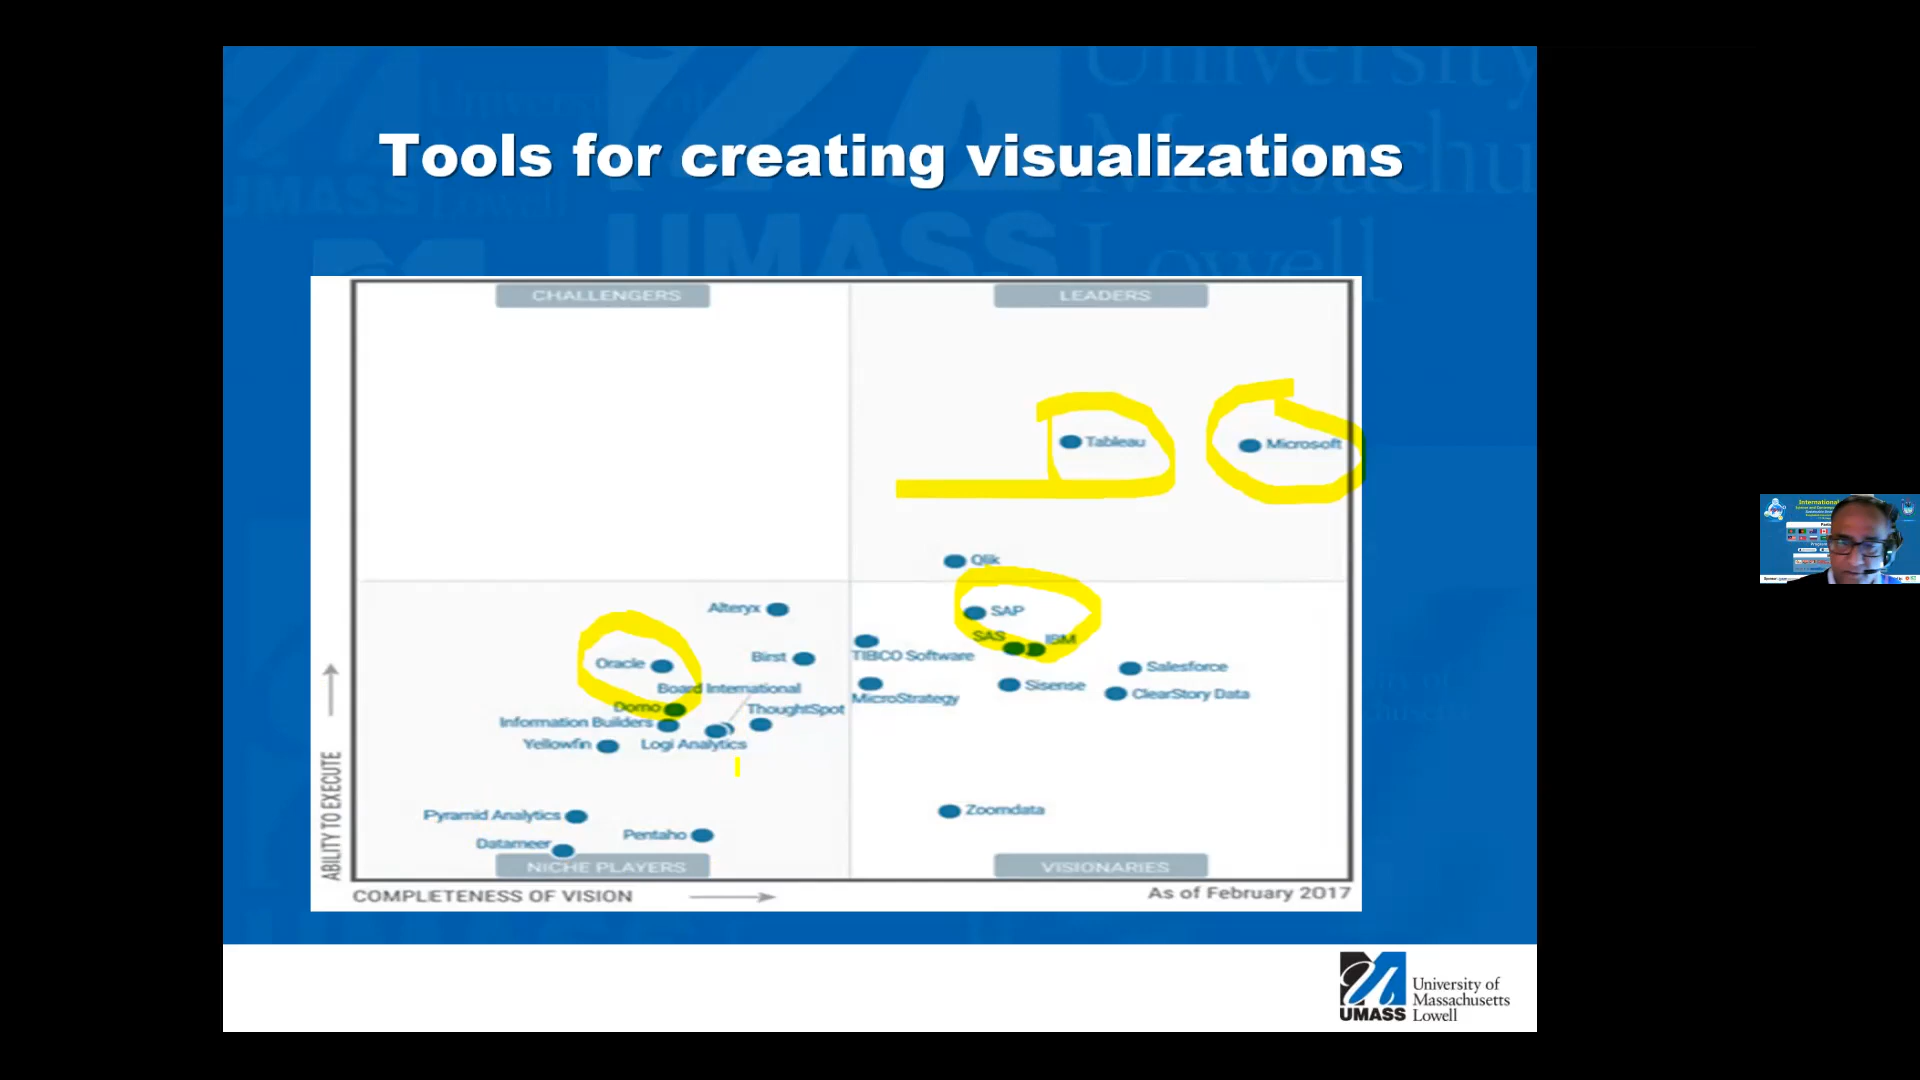 Tools for creating visualizations
CHALLENGERS
LEADERS
Tableau
Microsoft
Qlik
Alteryx
SAP
SAS
IBM
Oracle
Birst
TIBCO Software
Salesforce
Board International
Sisense
ClearStory Data
MicroStrategy
Domo
ThoughtSpot
Information Builders
Yellowfin
Logi Analytics
Zoomdata
Pyramid Analytics
Pentaho
Datameer
NICHE PLAYERS
VISIONARIES
ABILITY TO EXECUTE
COMPLETENESS OF VISION
As of February 2017
UMASS
University of
Massachusetts
Lowell
International